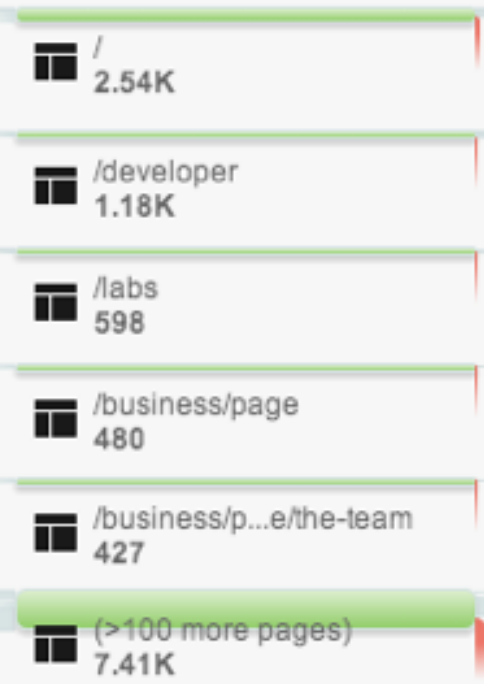 /
2.54K
/developer
1.18K
/labs
598
/business/page
480
/business/p...e/the-team
427
(>100 more pages)
7.41K